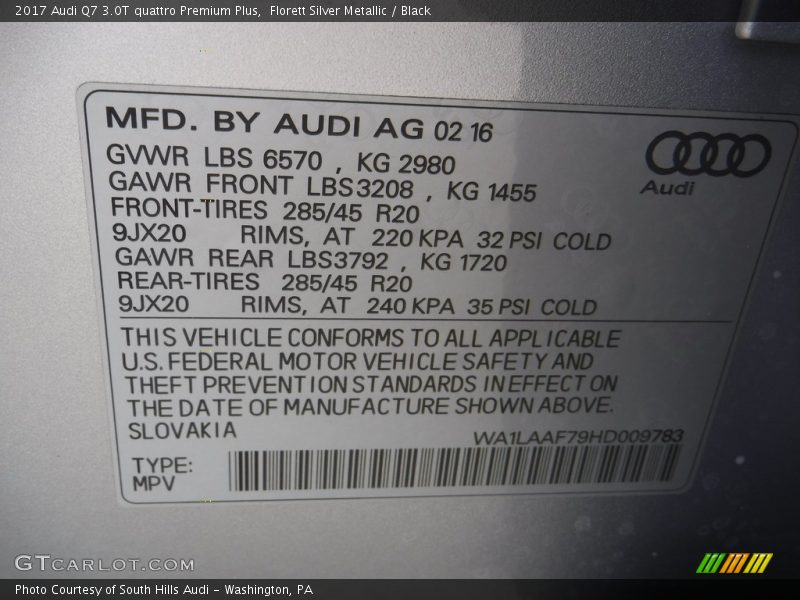 2017 Audi Q7 3.0T quattro Premium Plus,  Florett Silver Metallic / Black
MFD. BY AUDI AG 02 16
GVWR LBS 6570 , KG 2980
GAWR FRONT LBS3208 , KG 1455
FRONT-TIRES 285/45 R20
9JX20 RIMS, AT 220 KPA 32 PSI COLD
GAWR REAR LBS3792 , KG 1720
REAR-TIRES 285/45 R20
9JX20 RIMS, AT 240 KPA 35 PSI COLD
Audi
THIS VEHICLE CONFORMS TO ALL APPLICABLE
U.S. FEDERAL MOTOR VEHICLE SAFETY AND
THEFT PREVENTION STANDARDS IN EFFECT ON
THE DATE OF MANUFACTURE SHOWN ABOVE.
SLOVAKIA WA1LAAF79HD009783
TYPE:
MPV
GTCARLOT.COM
Photo Courtesy of South Hills Audi - Washington, PA